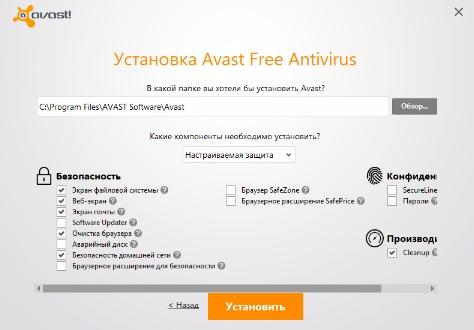 avast!
Установка Avast Free Antivirus
В какой папке вы хотели бы установить Avast?
C:\Program Files\AVAST Software\Avast
Обзор...
Какие компоненты необходимо установить?
Настраиваемая защита
Безопасность
Экран файловой системы
Веб-экран
Экран почты
Software Updater
Очистка браузера
Аварийный диск
Безопасность домашней сети
Браузерное расширение для безопасности
Браузер SafeZone
Браузерное расширение SafePrice
Конфиден
SecureLine
Пароли
Производи
Cleanup
< Назад
Установить